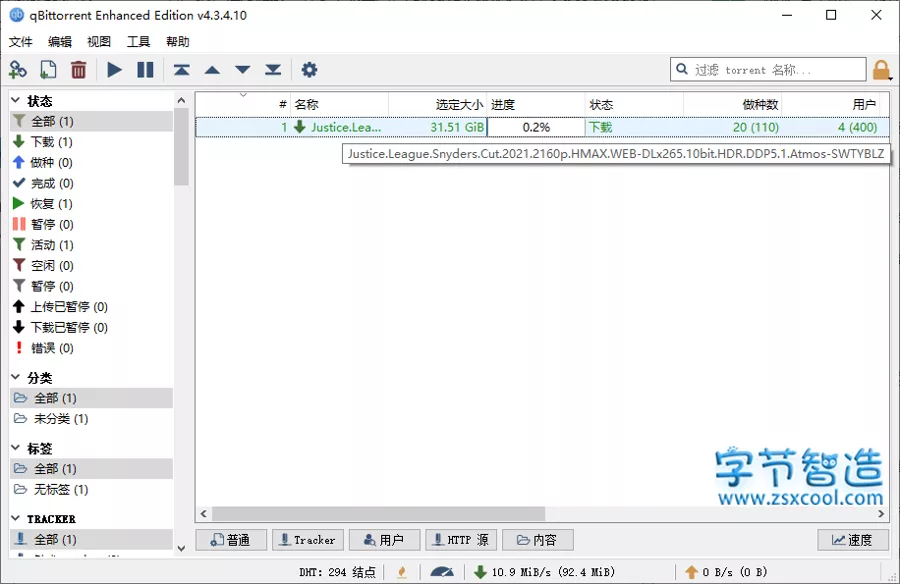 qBittorrent Enhanced Edition v4.3.4.10
文件 编辑 视图 工具 帮助
过滤 torrent 名称...
状态
全部 (1)
下载 (1)
做种 (0)
完成 (0)
恢复 (1)
暂停 (0)
活动 (1)
空闲 (0)
暂停 (0)
上传已暂停 (0)
下载已暂停 (0)
错误 (0)
分类
全部 (1)
未分类 (1)
标签
全部 (1)
无标签 (1)
TRACKER
全部 (1)
# 名称 选定大小 进度 状态 做种数 用户
1 Justice.Lea... 31.51 GiB 0.2% 下载 20 (110) 4 (400)
Justice.League.Snyders.Cut.2021.2160p.HMAX.WEB-DLx265.10bit.HDR.DDP5.1.Atmos-SWTYBLZ
字节智造
www.zsxcool.com
普通 Tracker 用户 HTTP 源 内容 速度
DHT: 294 结点 10.9 MiB/s (92.4 MiB) 0 B/s (0 B)